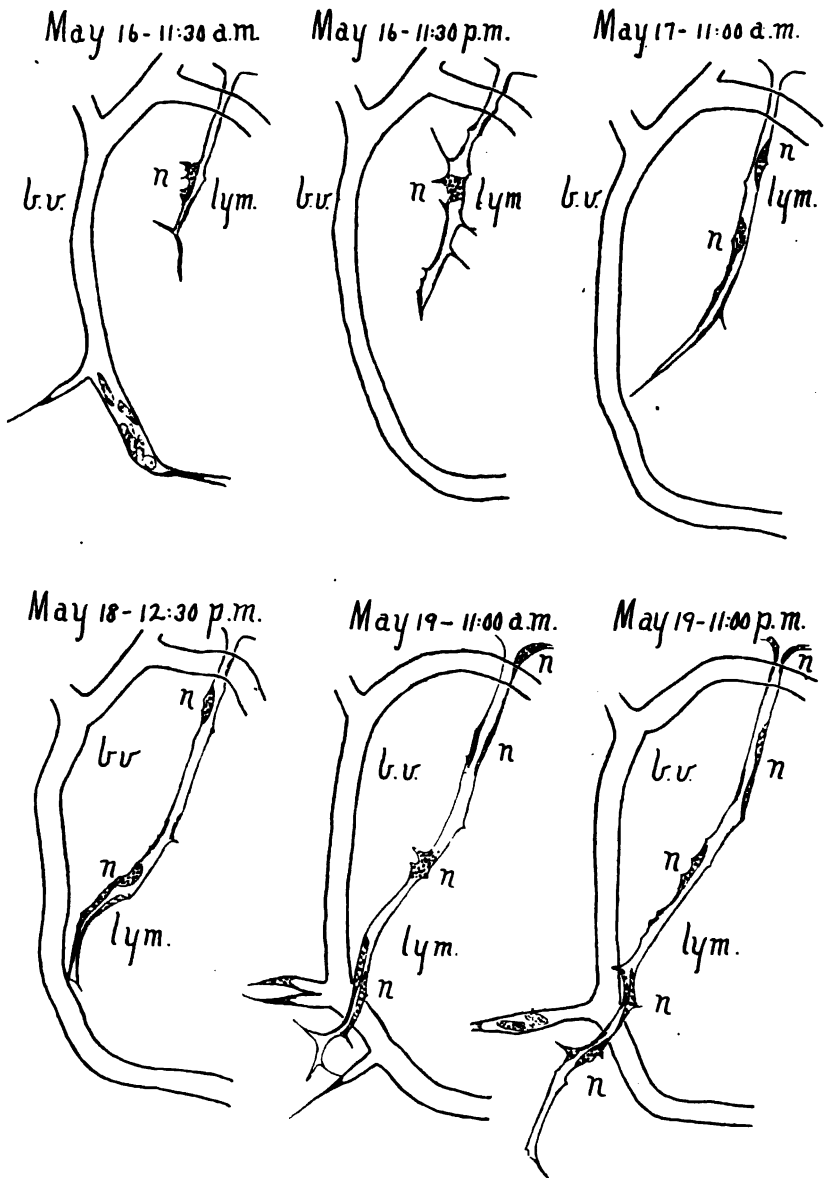 May 16-11:30 a.m.
May 16-11:30 p.m.
May 17-11:00 a.m.
n
b.v.
lym.
n
b.v.
lym
n
b.v.
lym.
n
May 18-12:30 p.m.
May 19-11:00 a.m.
May 19-11:00 p.m.
n
bv
n
lym.
n
b.v.
n
n
lym.
n
n
b.v.
n
n
lym.
n
n